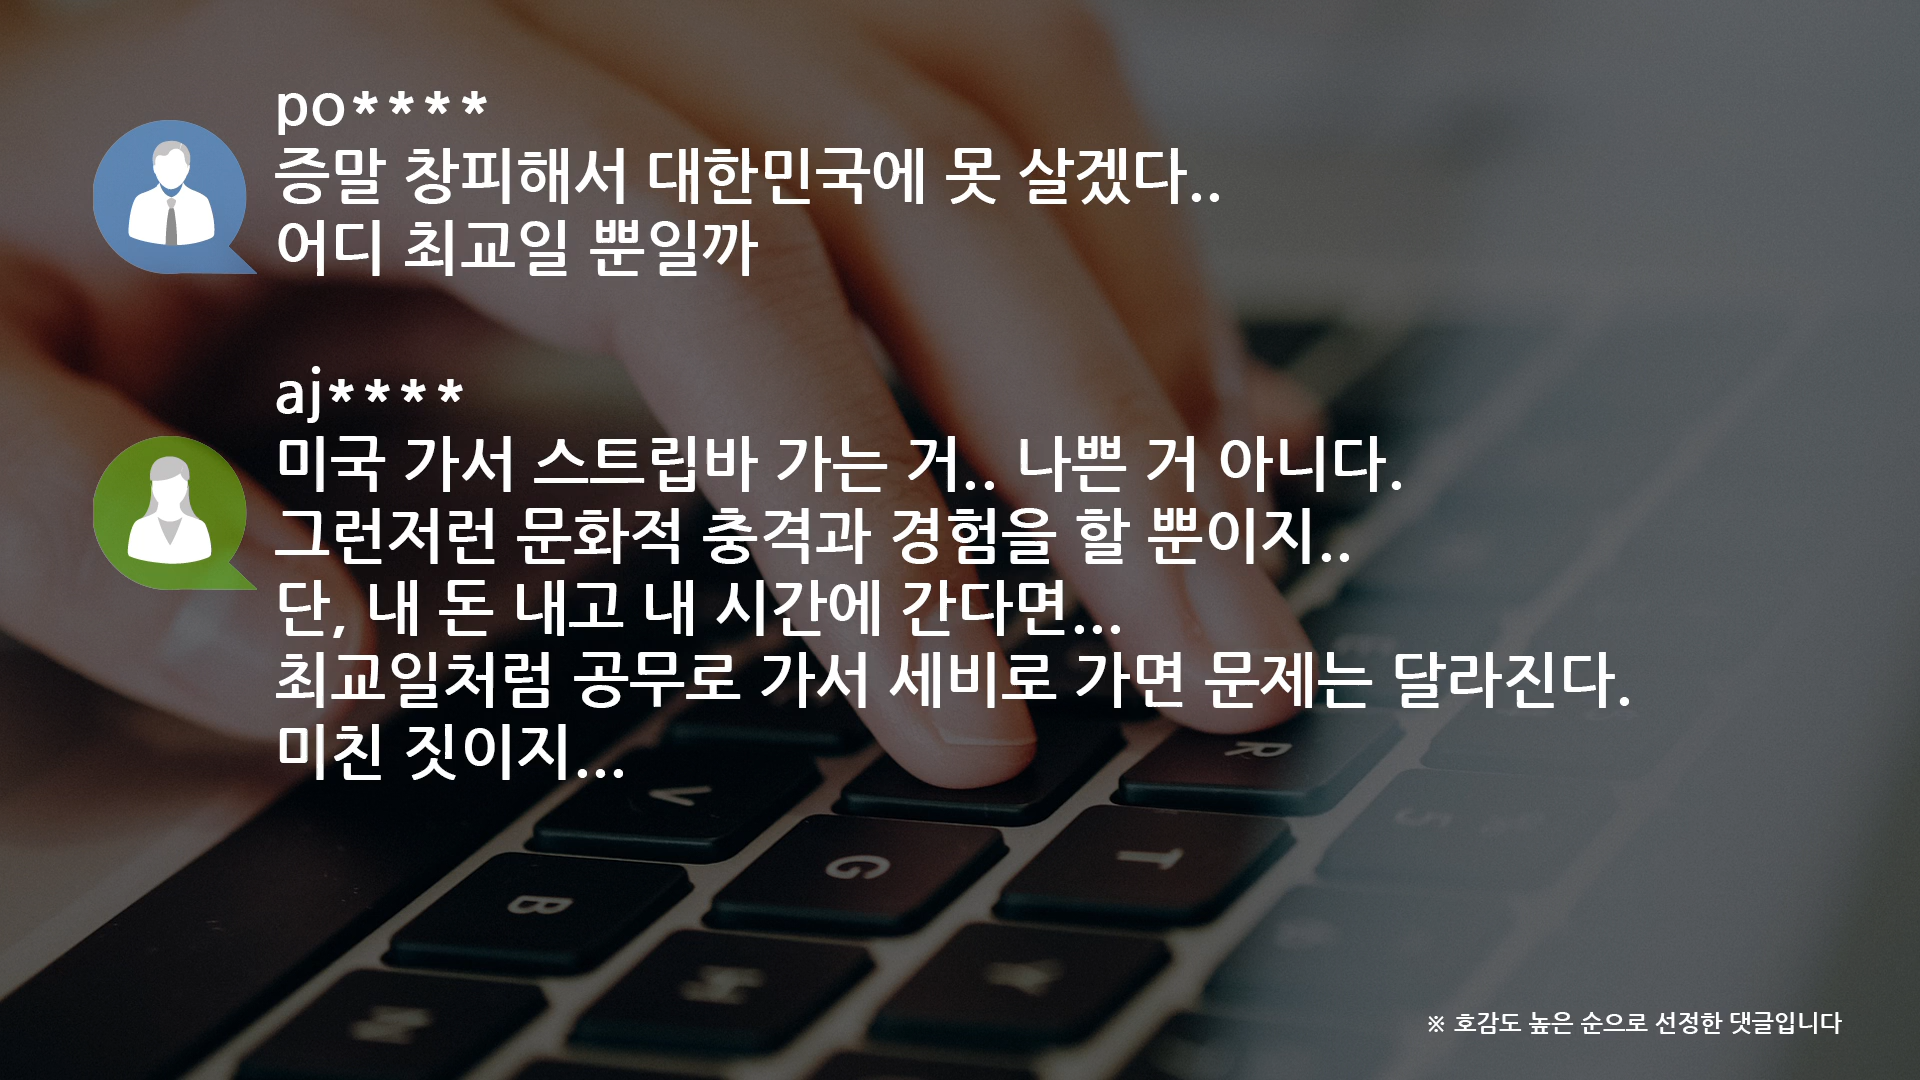 po****
증말 창피해서 대한민국에 못 살겠다..
어디 최교일 뿐일까
aj****
미국 가서 스트립바 가는 거.. 나쁜 거 아니다.
그런저런 문화적 충격과 경험을 할 뿐이지..
단, 내 돈 내고 내 시간에 간다면...
최교일처럼 공무로 가서 세비로 가면 문제는 달라진다.
미친 짓이지...
R
V
T
G
B
Y
H
N
※ 호감도 높은 순으로 선정한 댓글입니다